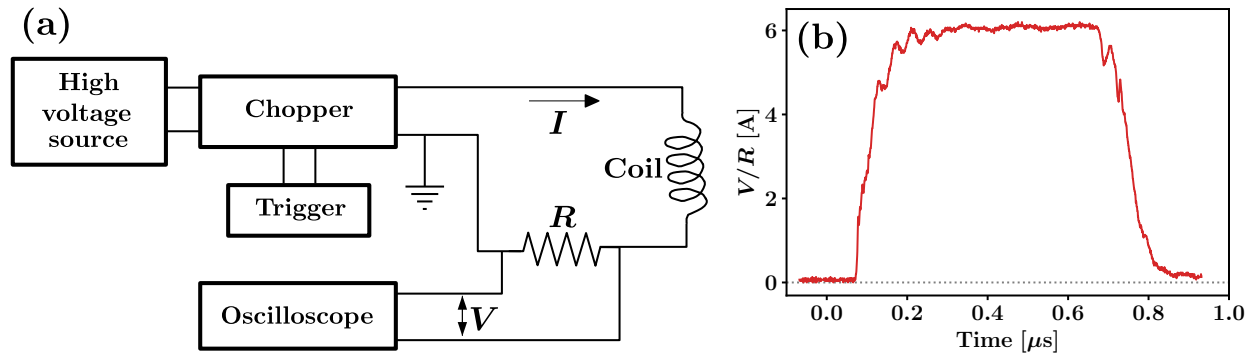 (a)
High
voltage
source
Chopper
Trigger
I
Coil
R
Oscilloscope
V
(b)
V/R [A]
6
4
2
0
0.0 0.2 0.4 0.6 0.8 1.0
Time [μs]